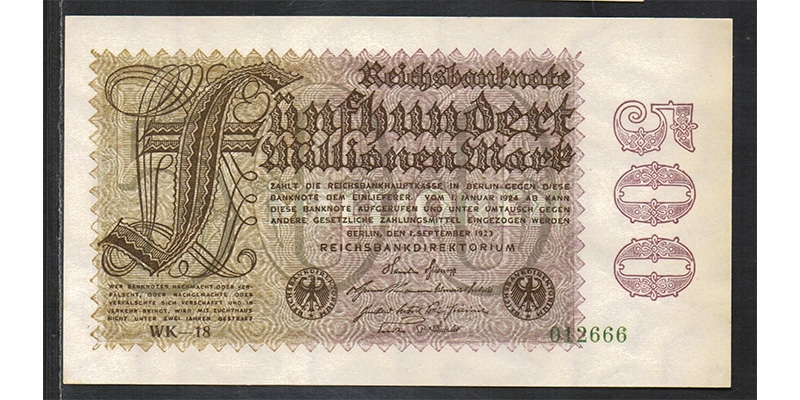 Reichsbanknote
Fünfhundert
Millionen Mark
ZAHLT DIE REICHSBANKHAUPTKASSE IN BERLIN GEGEN DIESE
BANKNOTE DEM EINLIEFERER. VOM 1. JANUAR 1924 AB KANN
DIESE BANKNOTE AUFGERUFEN UND UNTER UMTAUSCH GEGEN
ANDERE GESETZLICHE ZAHLUNGSMITTEL EINGEZOGEN WERDEN
BERLIN, DEN 1. SEPTEMBER 1923
REICHSBANKDIREKTORIUM
WER BANKNOTEN NACHMACHT ODER VER-
FÄLSCHT, ODER NACHGEMACHTE ODER
VERFÄLSCHTE SICH VERSCHAFFT UND IN
VERKEHR BRINGT, WIRD MIT ZUCHTHAUS
NICHT UNTER ZWEI JAHREN BESTRAFT
WK—18
012666
500